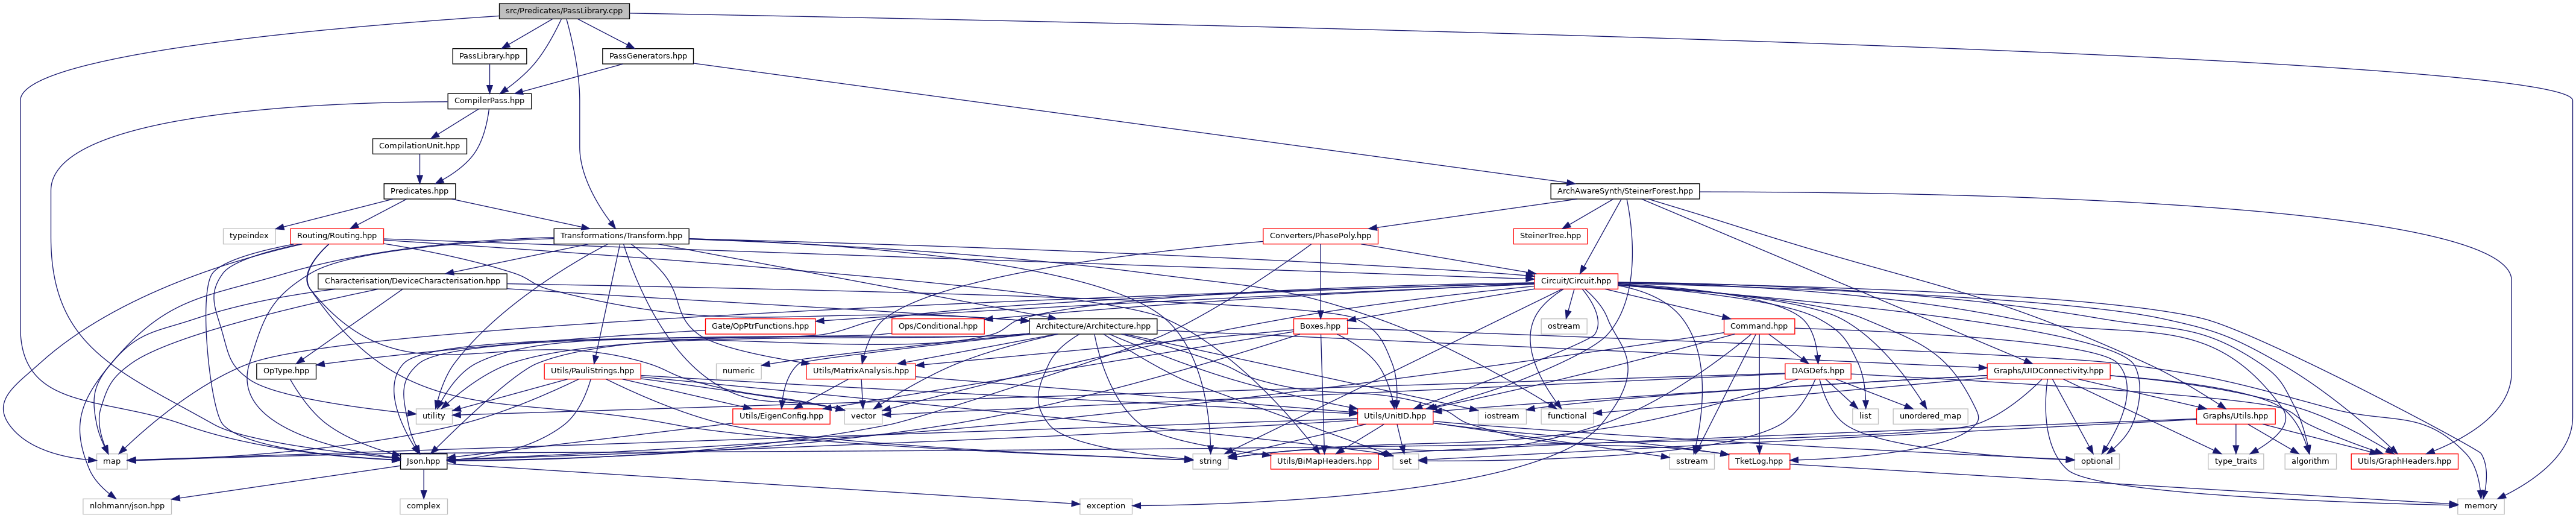 src/Predicates/PassLibrary.cpp
PassLibrary.hpp
PassGenerators.hpp
CompilerPass.hpp
CompilationUnit.hpp
Predicates.hpp
ArchAwareSynth/SteinerForest.hpp
typeindex
Routing/Routing.hpp
Transformations/Transform.hpp
Converters/PhasePoly.hpp
SteinerTree.hpp
Characterisation/DeviceCharacterisation.hpp
Circuit/Circuit.hpp
Gate/OpPtrFunctions.hpp
Ops/Conditional.hpp
Architecture/Architecture.hpp
Boxes.hpp
ostream
Command.hpp
OpType.hpp
Utils/PauliStrings.hpp
numeric
Utils/MatrixAnalysis.hpp
DAGDefs.hpp
Graphs/UIDConnectivity.hpp
utility
Utils/EigenConfig.hpp
vector
Utils/UnitID.hpp
iostream
functional
list
unordered_map
Graphs/Utils.hpp
map
Json.hpp
string
Utils/BiMapHeaders.hpp
set
sstream
TketLog.hpp
optional
type_traits
algorithm
Utils/GraphHeaders.hpp
nlohmann/json.hpp
complex
exception
memory